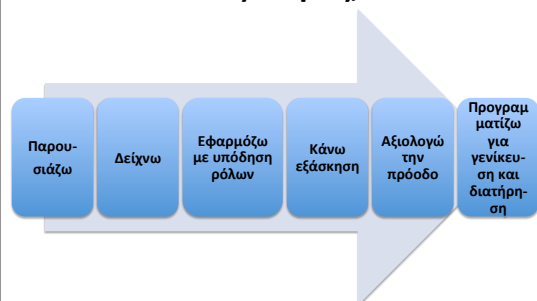 Παρου-
σιάζω
Δείχνω
Εφαρμόζω
με υπόδηση
ρόλων
Κάνω
εξάσκηση
Αξιολογώ
την
πρόοδο
Προγραμ
ματίζω
για
γενίκευ-
ση και
διατήρη-
ση